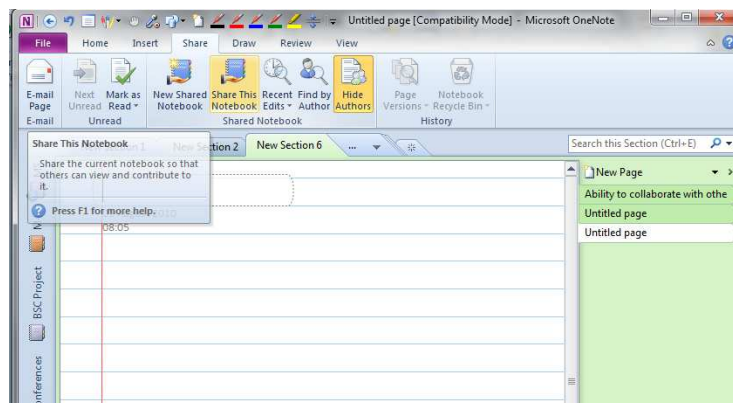 Untitled page [Compatibility Mode] - Microsoft OneNote
File Home Insert Share Draw Review View
E-mail Page
Next Unread
Mark as Read
New Shared Notebook
Share This Notebook
Recent Edits
Find by Author
Hide Authors
Page Versions
Notebook Recycle Bin
E-mail Unread Shared Notebook History
Share This Notebook
Share the current notebook so that
others can view and contribute to
it.
Press F1 for more help.
New Section 6 ...
Search this Section (Ctrl+E)
New Page
Ability to collaborate with othe
Untitled page
Untitled page
08:05
BSC Project